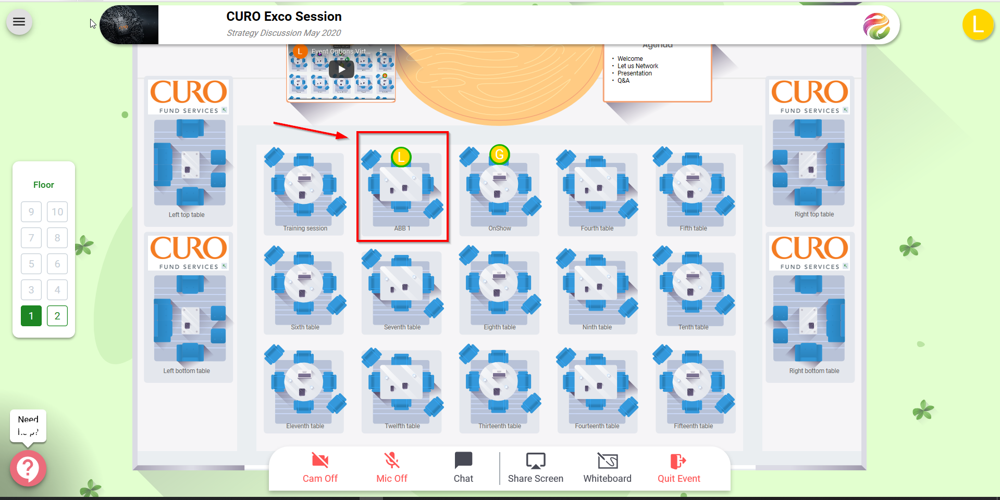 CURO Exco Session
Strategy Discussion May 2020
L
L
Event Options Virt...
Agenda
• Welcome
• Let us Network
• Presentation
• Q&A
CURO
FUND SERVICES
Left top table
CURO
FUND SERVICES
Right top table
L
G
Training session
ABB 1
OnShow
Fourth table
Fifth table
Floor
9
10
7
8
5
6
3
4
1
2
CURO
FUND SERVICES
Left bottom table
CURO
FUND SERVICES
Right bottom table
Sixth table
Seventh table
Eighth table
Ninth table
Tenth table
Eleventh table
Twelfth table
Thirteenth table
Fourteenth table
Fifteenth table
Need
help?
?
Cam Off
Mic Off
Chat
Share Screen
Whiteboard
Quit Event